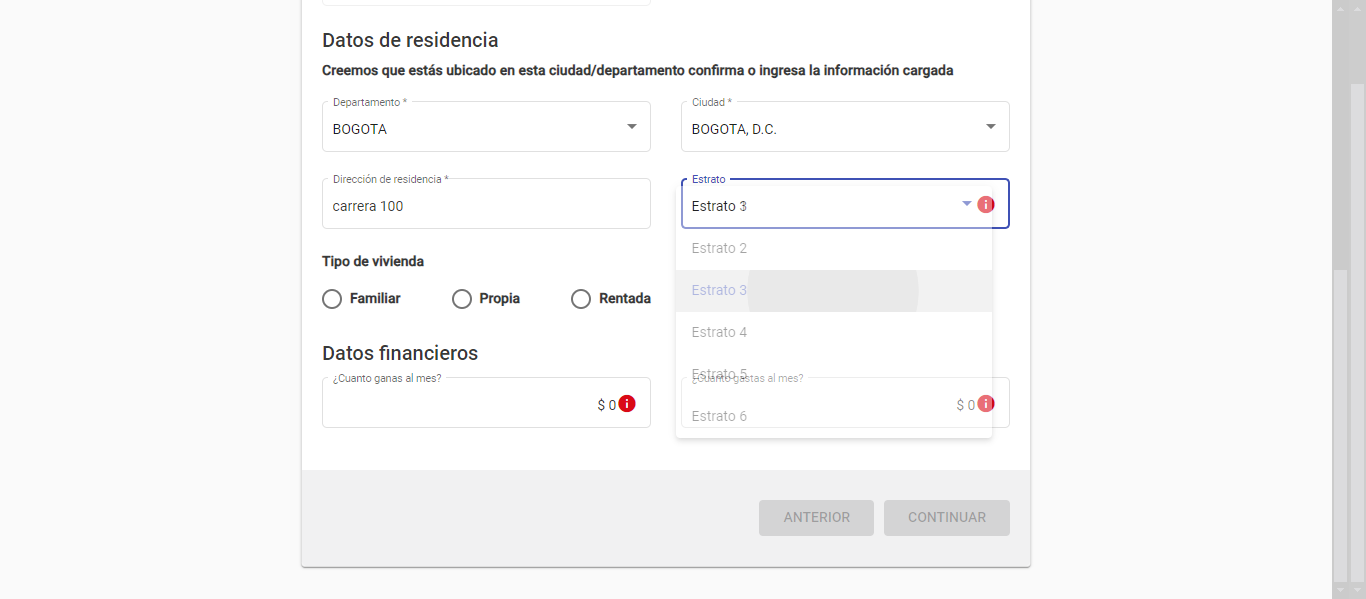 Datos de residencia
Creemos que estás ubicado en esta ciudad/departamento confirma o ingresa la información cargada
Departamento *
BOGOTA
Ciudad *
BOGOTA, D.C.
Dirección de residencia *
carrera 100
Estrato
Estrato 3
Estrato 2
Estrato 3
Estrato 4
Estrato 5
Estrato 6
Tipo de vivienda
Familiar
Propia
Rentada
Datos financieros
¿Cuanto ganas al mes?
$ 0
¿Cuanto gastas al mes?
$ 0
ANTERIOR
CONTINUAR